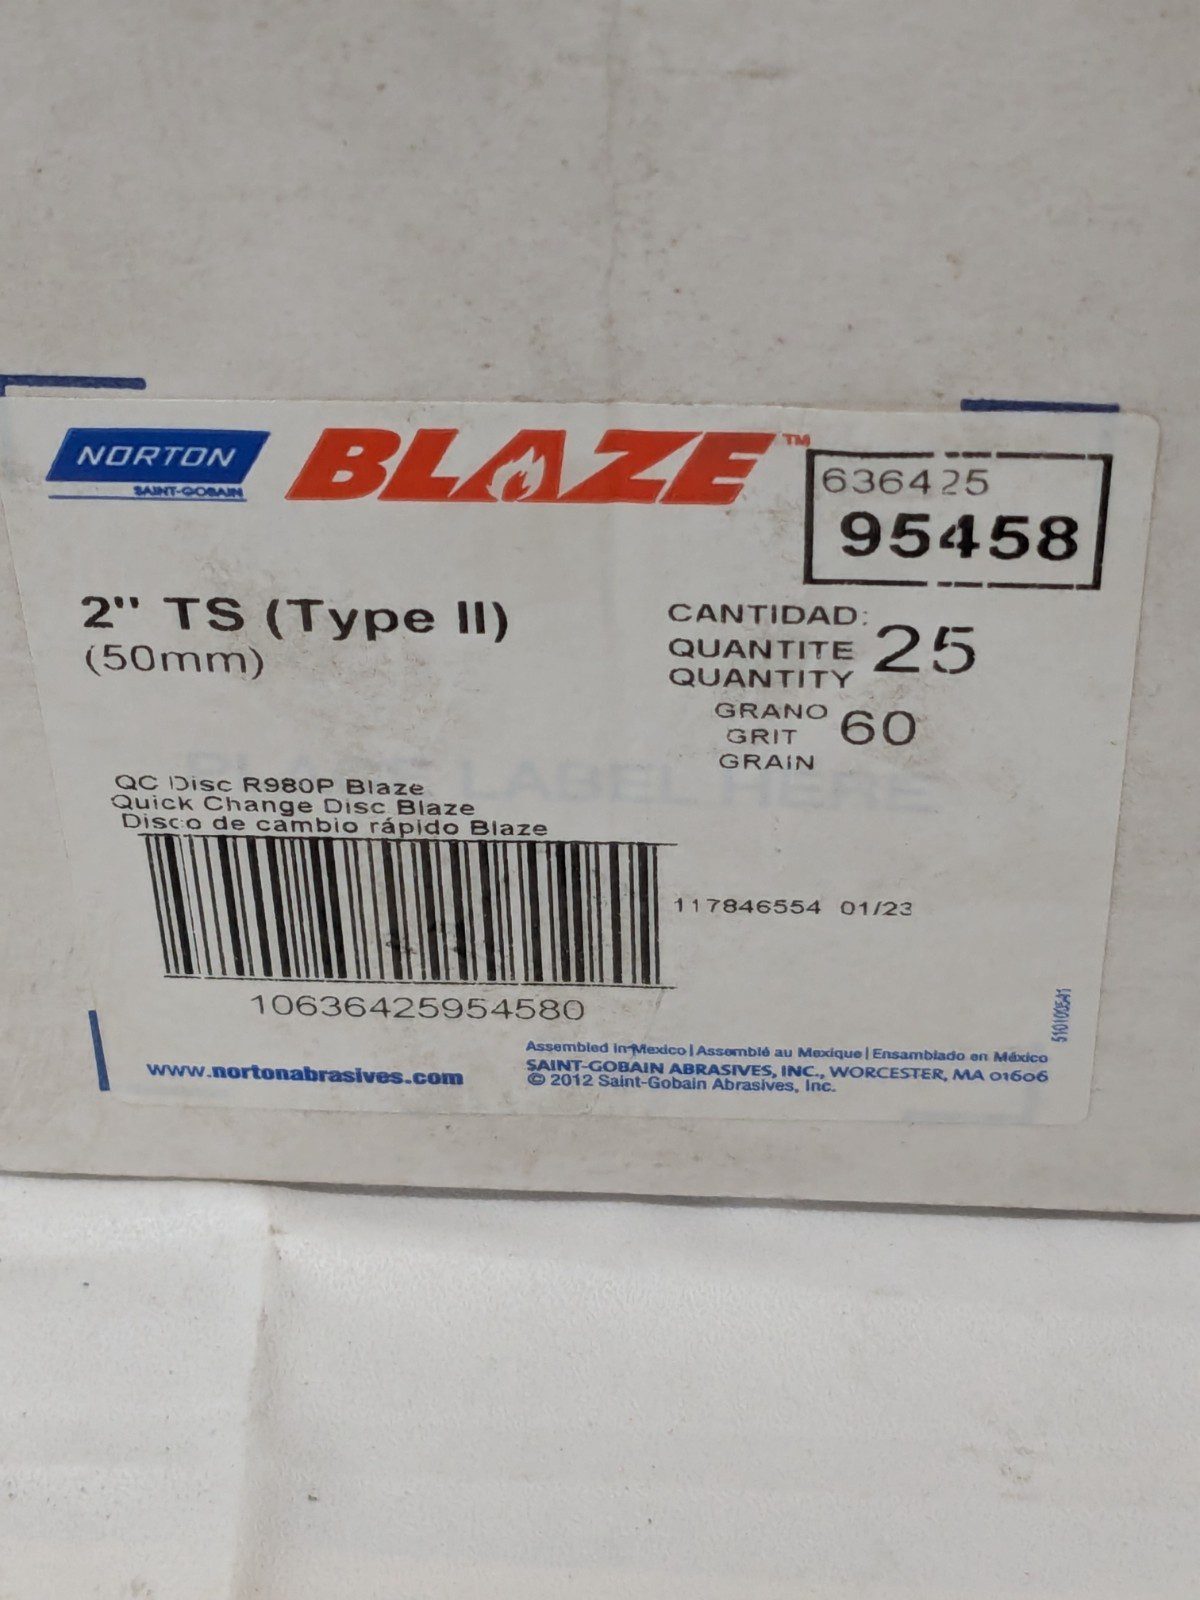 NORTON
SAINT-GOBAIN
BLAZE™
636425
95458
2" TS (Type II)
(50mm)
CANTIDAD:
QUANTITE
QUANTITY
25
GRANO
GRIT
GRAIN
60
LABEL HERE
QC Disc R980P Blaze
Quick Change Disc Blaze
Disco de cambio rápido Blaze
117846554 01/23
10636425954580
www.nortonabrasives.com
Assembled in Mexico | Assemblé au Mexique | Ensamblado en México
SAINT-GOBAIN ABRASIVES, INC., WORCESTER, MA 01606
© 2012 Saint-Gobain Abrasives, Inc.